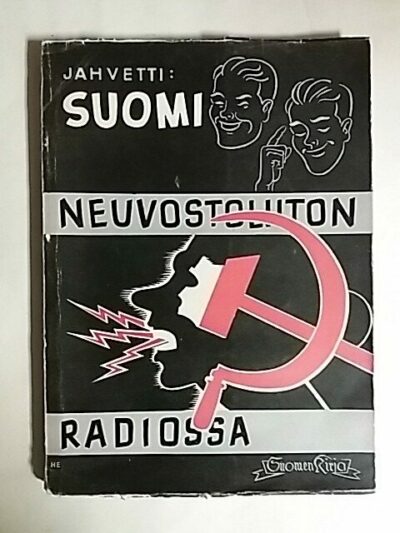 JAHVETTI:
SUOMI
NEUVOSTOLIITON
RADIOSSA
HE
Suomen Kirja